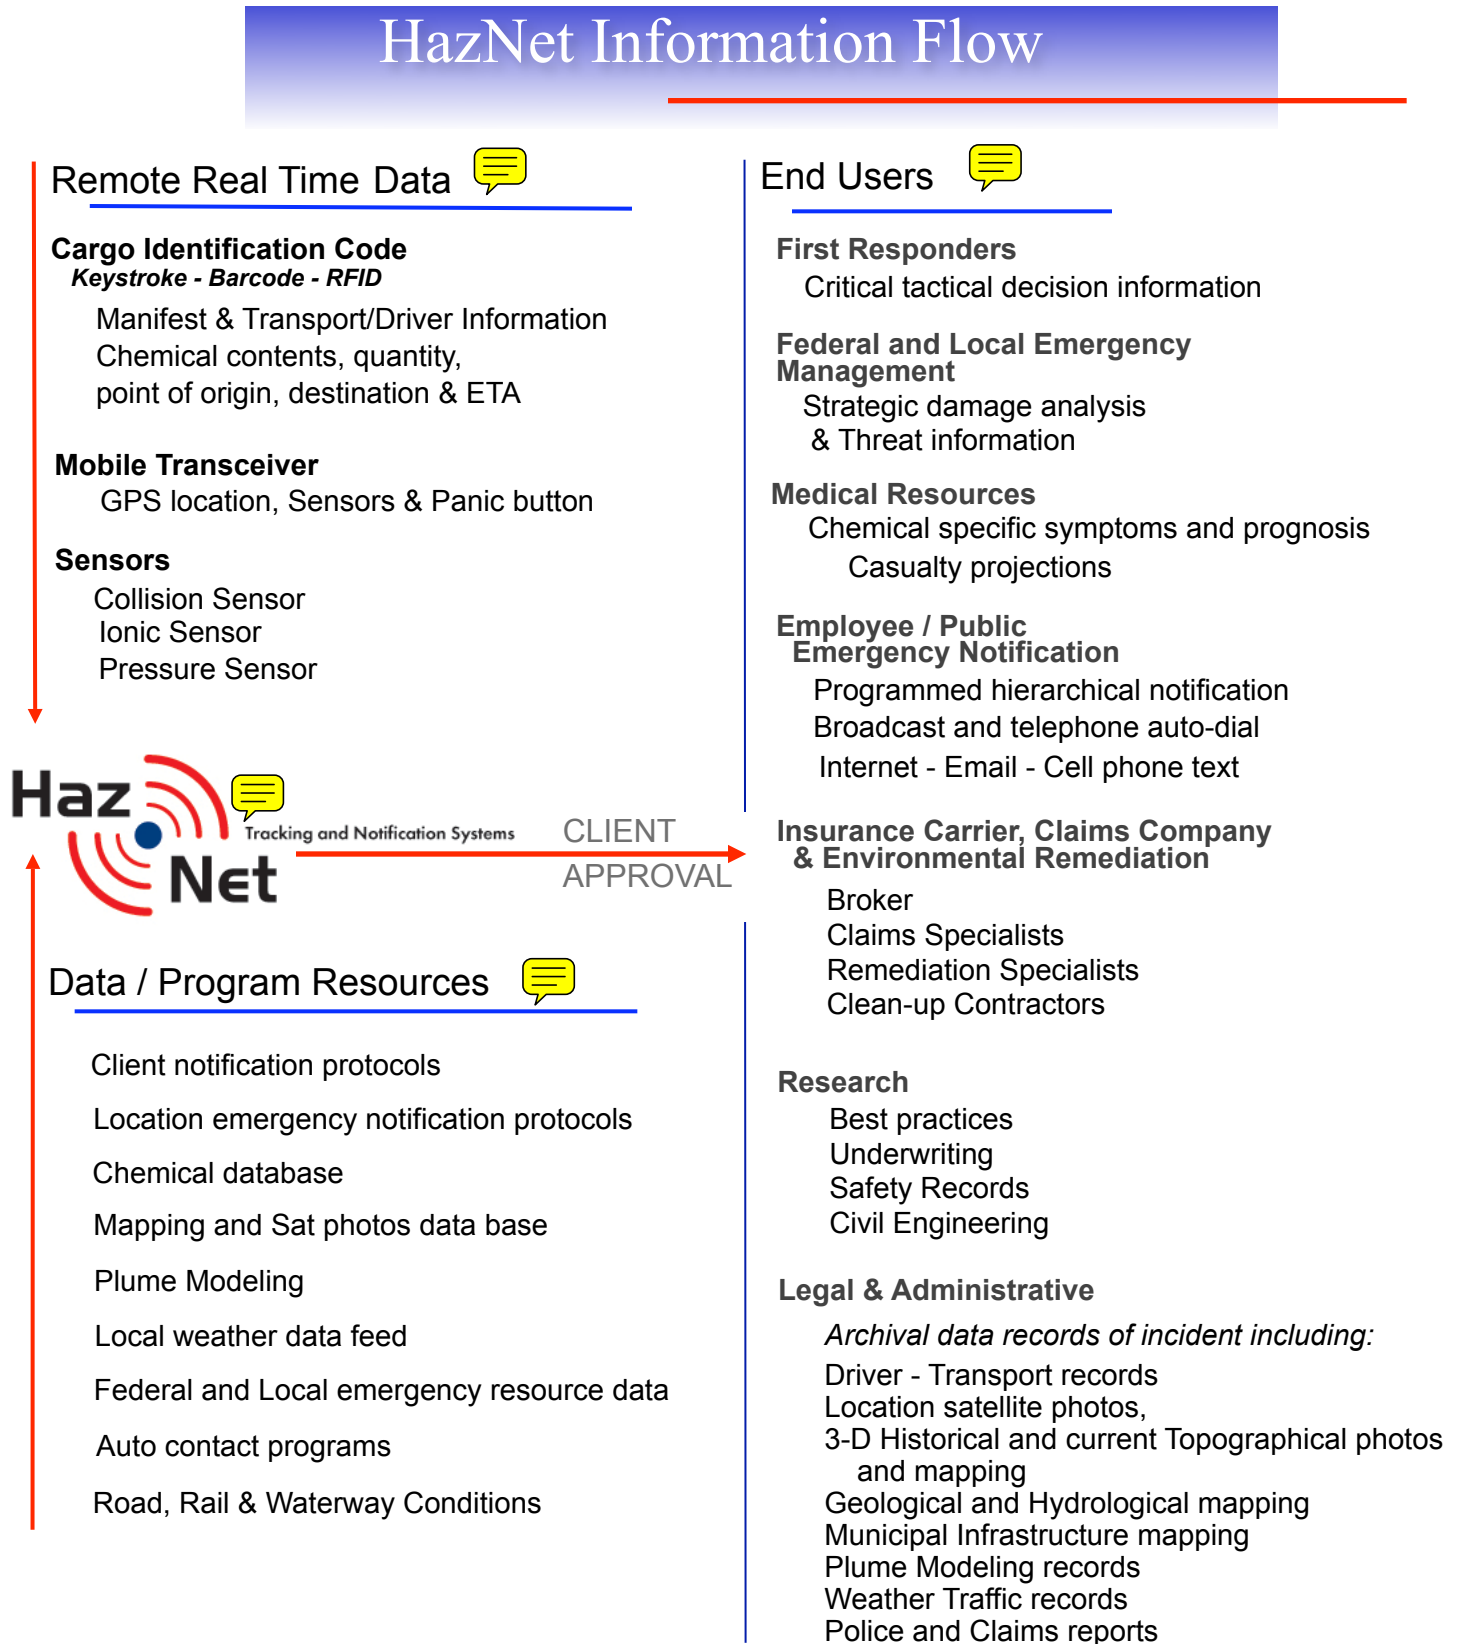 HazNet Information Flow
Remote Real Time Data
Cargo Identification Code
Keystroke - Barcode - RFID
Manifest & Transport/Driver Information
Chemical contents, quantity,
point of origin, destination & ETA
Mobile Transceiver
GPS location, Sensors & Panic button
Sensors
Collision Sensor
Ionic Sensor
Pressure Sensor
Haz
Net
Tracking and Notification Systems
CLIENT
APPROVAL
Data / Program Resources
Client notification protocols
Location emergency notification protocols
Chemical database
Mapping and Sat photos data base
Plume Modeling
Local weather data feed
Federal and Local emergency resource data
Auto contact programs
Road, Rail & Waterway Conditions
End Users
First Responders
Critical tactical decision information
Federal and Local Emergency
Management
Strategic damage analysis
& Threat information
Medical Resources
Chemical specific symptoms and prognosis
Casualty projections
Employee / Public
Emergency Notification
Programmed hierarchical notification
Broadcast and telephone auto-dial
Internet - Email - Cell phone text
Insurance Carrier, Claims Company
& Environmental Remediation
Broker
Claims Specialists
Remediation Specialists
Clean-up Contractors
Research
Best practices
Underwriting
Safety Records
Civil Engineering
Legal & Administrative
Archival data records of incident including:
Driver - Transport records
Location satellite photos,
3-D Historical and current Topographical photos
and mapping
Geological and Hydrological mapping
Municipal Infrastructure mapping
Plume Modeling records
Weather Traffic records
Police and Claims reports